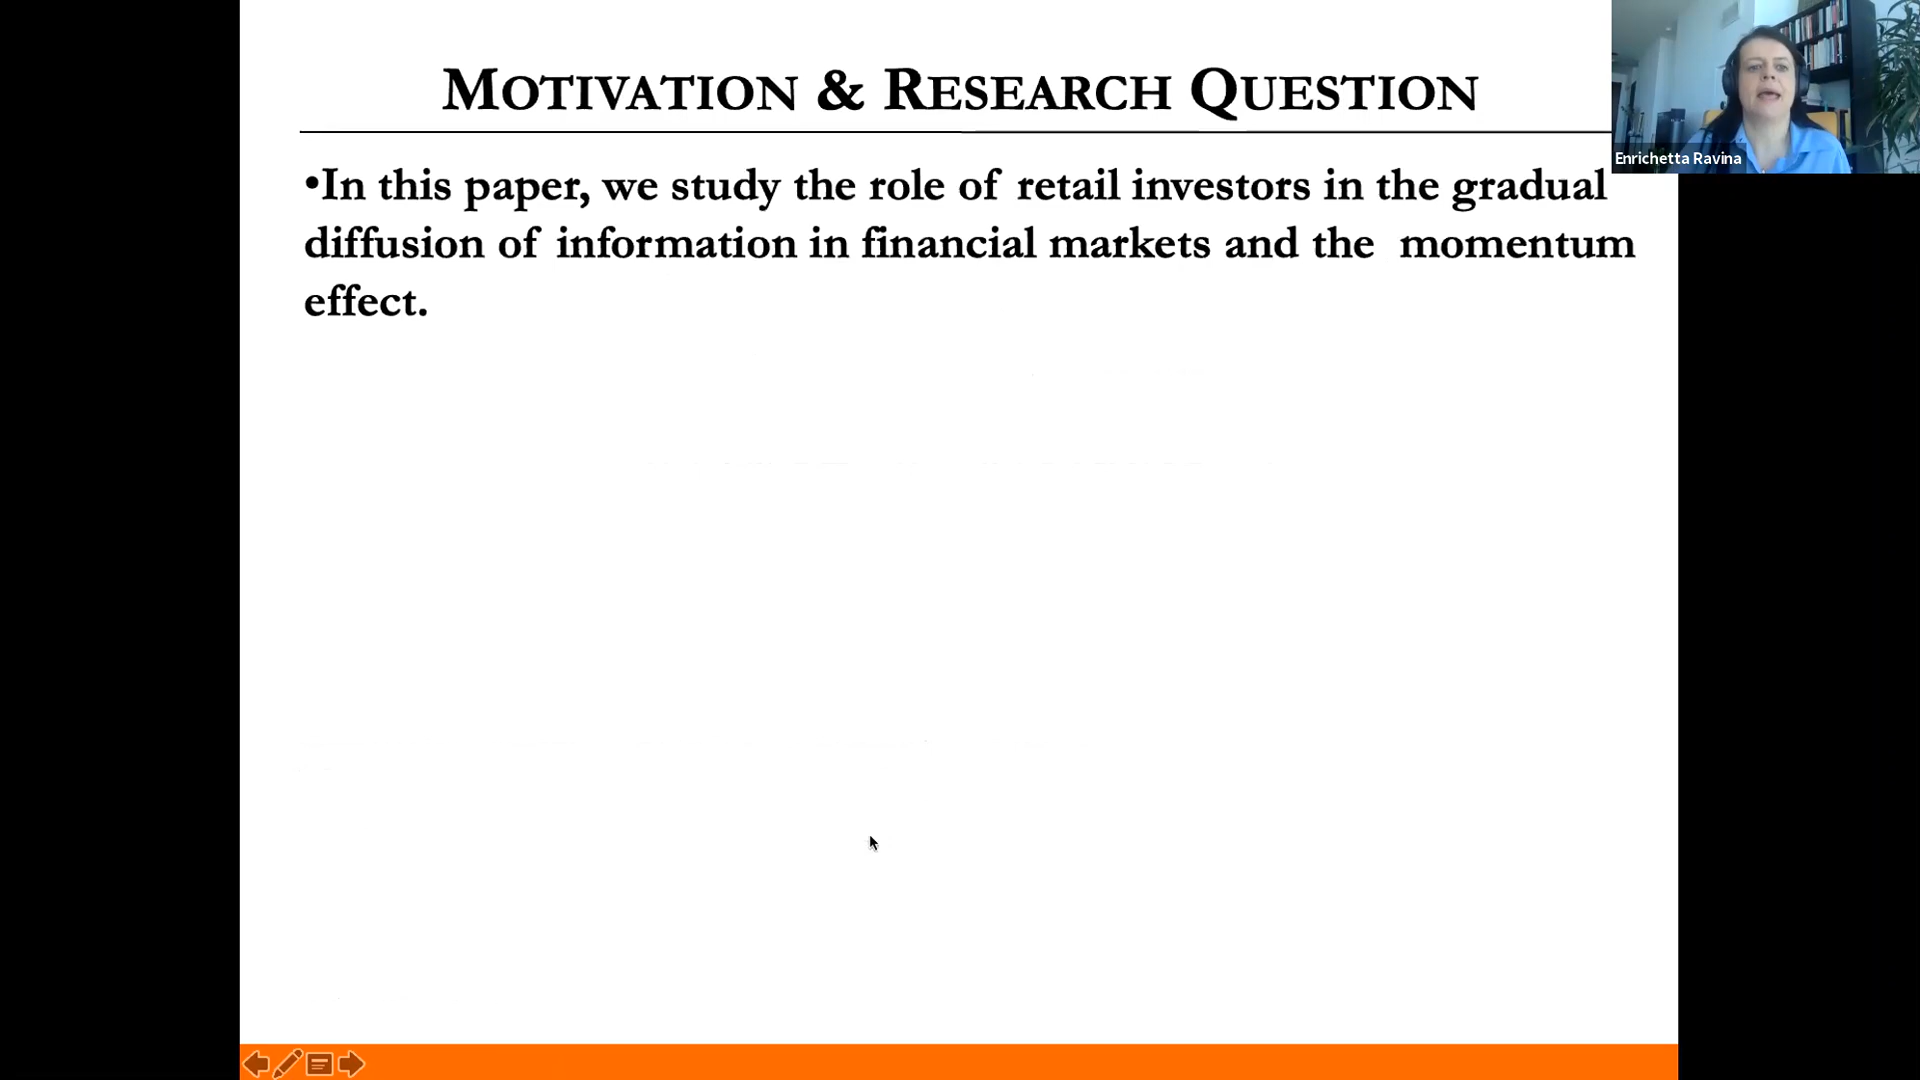 MOTIVATION & RESEARCH QUESTION
•In this paper, we study the role of retail investors in the gradual
diffusion of information in financial markets and the momentum
effect.
Enrichetta Ravina